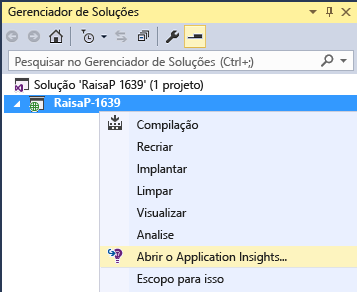 Gerenciador de Soluções
Pesquisar no Gerenciador de Soluções (Ctrl+;)
Solução 'RaisaP 1639' (1 projeto)
RaisaP-1639
Compilação
Recriar
Implantar
Limpar
Visualizar
Analise
Abrir o Application Insights...
Escopo para isso